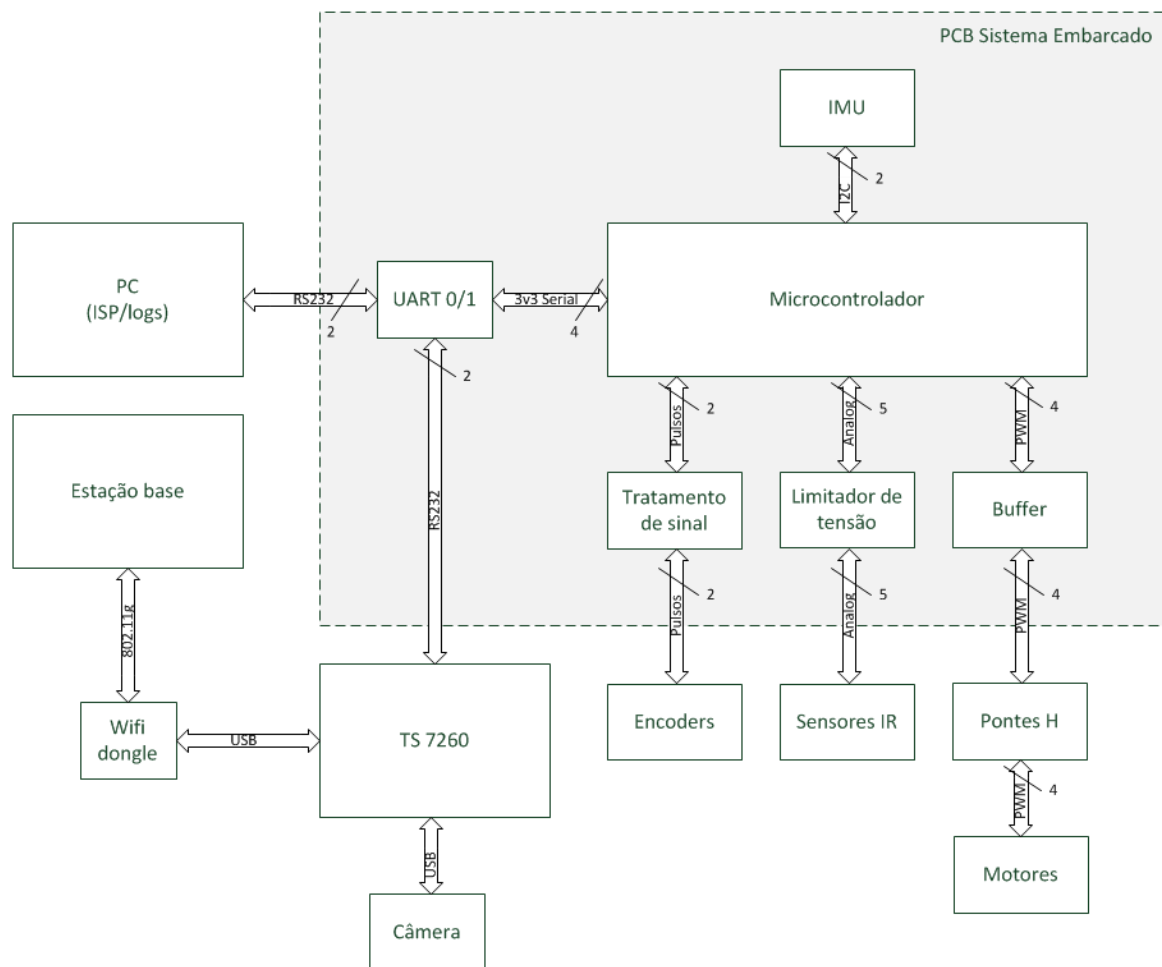 PCB Sistema Embarcado
IMU
2
I2C
PC
(ISP/logs)
RS232
2
UART 0/1
3v3 Serial
4
Microcontrolador
2
RS232
2
Pulsos
5
Analog
4
PWM
Estação base
Tratamento
de sinal
Limitador de
tensão
Buffer
2
Pulsos
5
Analog
4
PWM
802.11g
Wifi
dongle
USB
TS 7260
Encoders
Sensores IR
Pontes H
4
PWM
USB
Câmera
Motores